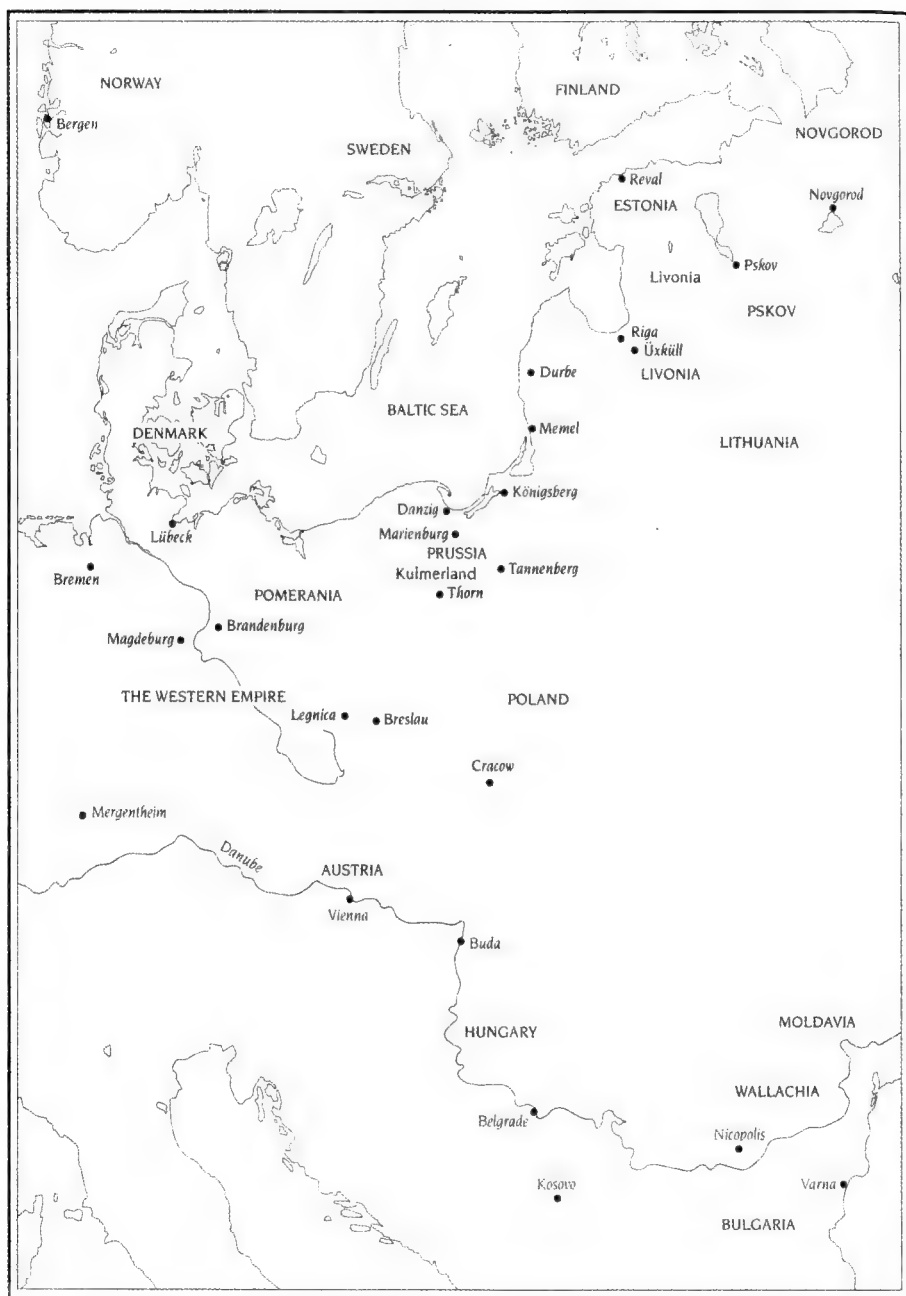 NORWAY
FINLAND
Bergen
NOVGOROD
SWEDEN
Reval
Novgorod
ESTONIA
Pskov
Livonia
PSKOV
Riga
Üxküll
Durbe
LIVONIA
BALTIC SEA
Memel
DENMARK
LITHUANIA
Königsberg
Danzig
Lübeck
Marienburg
PRUSSIA
Tannenberg
Bremen
Kulmerland
POMERANIA
Thorn
Brandenburg
Magdeburg
THE WESTERN EMPIRE
POLAND
Legnica
Breslau
Cracow
Mergentheim
Danube
AUSTRIA
Vienna
Buda
HUNGARY
MOLDAVIA
WALLACHIA
Belgrade
Nicopolis
Kosovo
Varna
BULGARIA